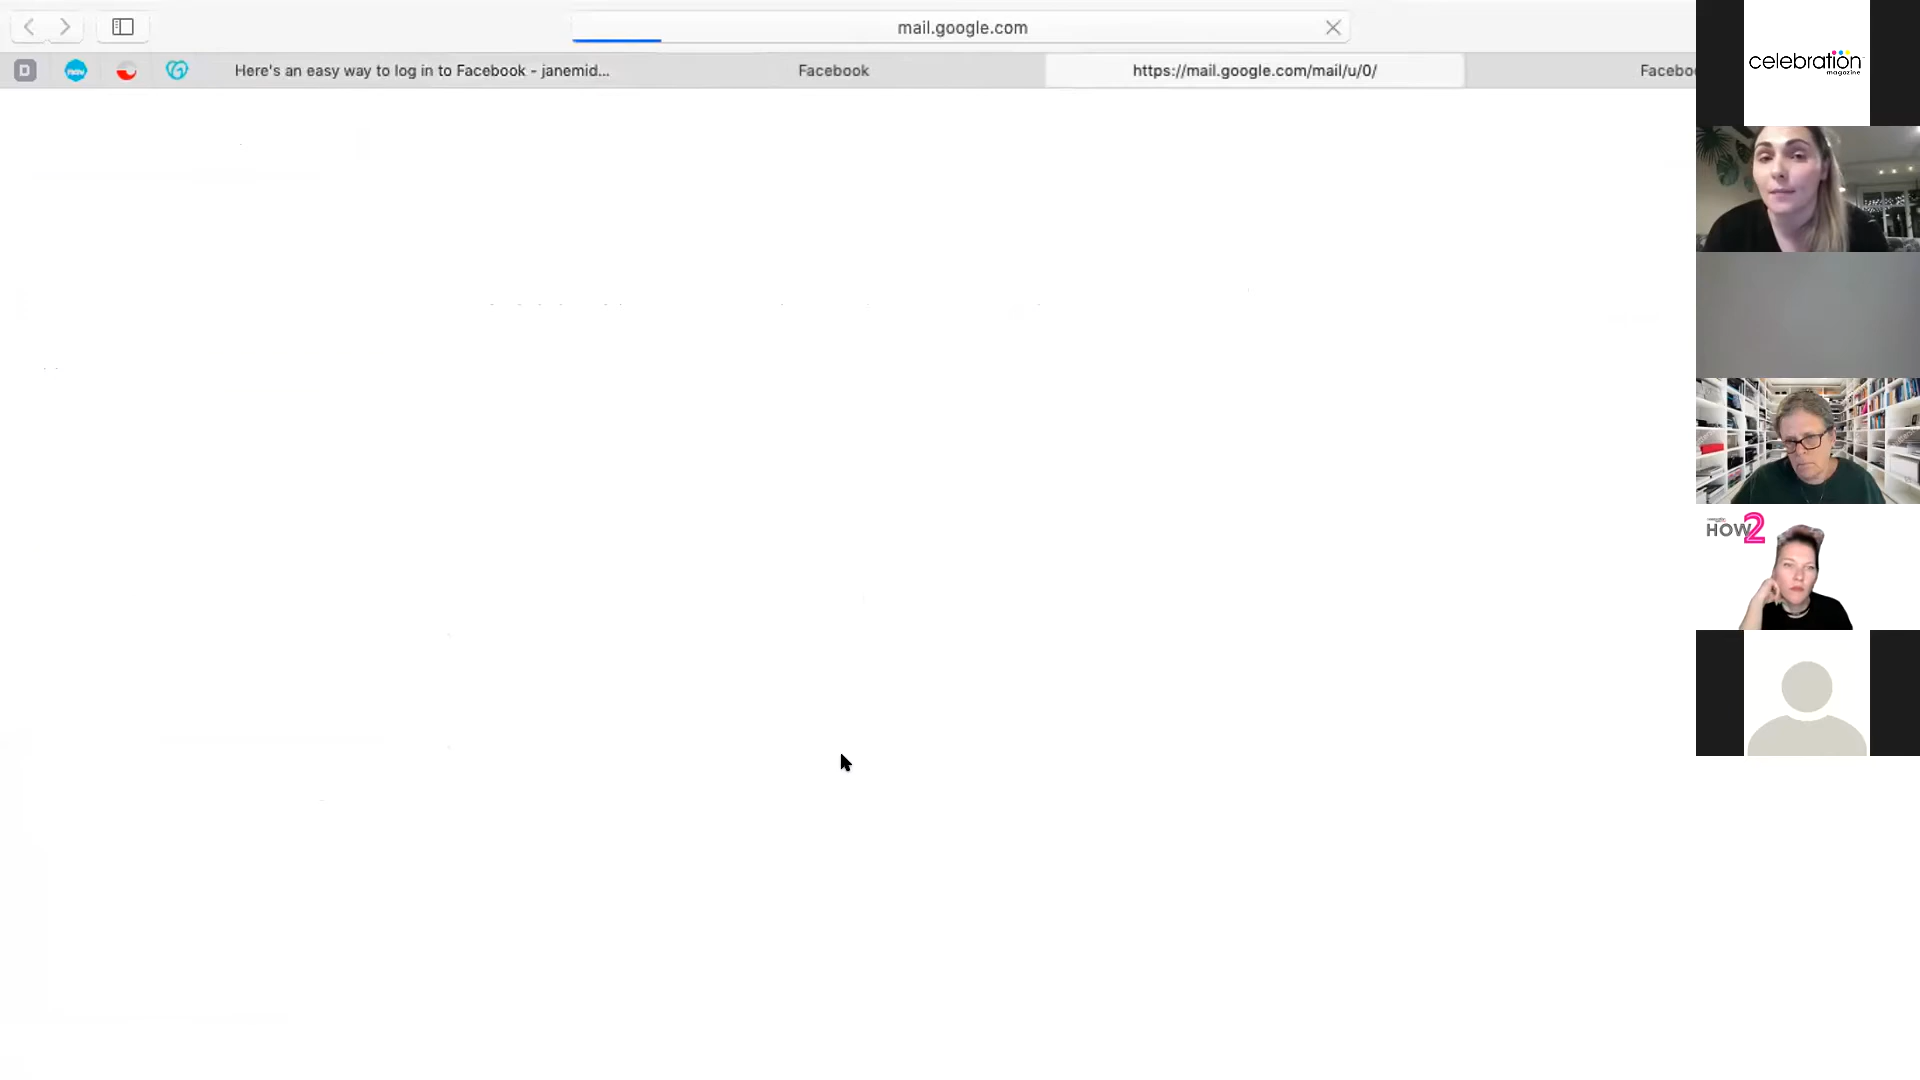 mail.google.com
D
nav
Here's an easy way to log in to Facebook - janemid...
Facebook
https://mail.google.com/mail/u/0/
Facebo
celebration
magazine
HOW2